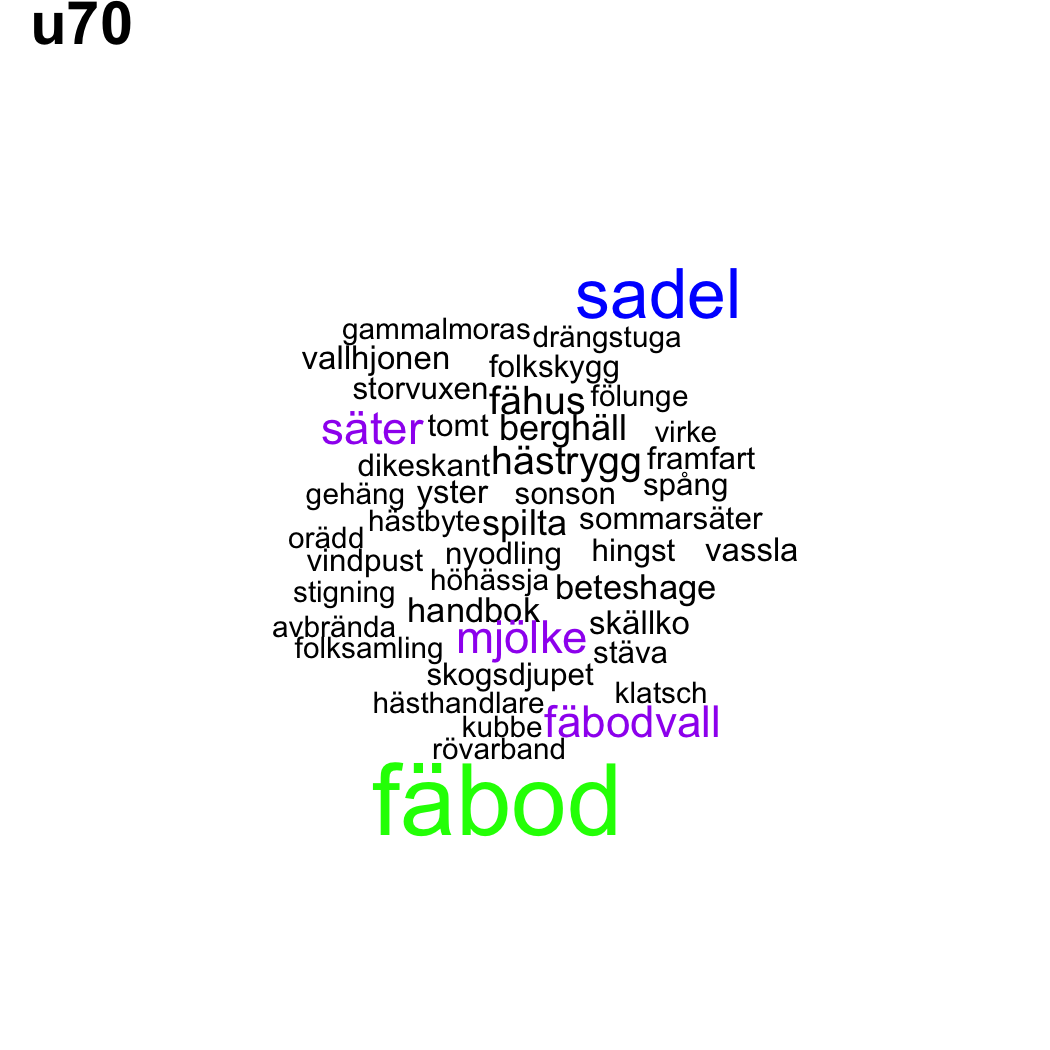 u70
sadel
gammalmoras drängstuga
vallhjonen folkskygg
storvuxen fähus fölunge
säter tomt berghäll virke
dikeskant hästrygg framfart
gehäng yster sonson spång
hästbyte spilta sommarsäter
orädd vindpust nyodling hingst vassla
stigning höhässja beteshage
handbok skällko
avbrända mjölke
folksamling stäva
skogsdjupet
hästhandlare klatsch
kubbe fäbodvall
rövarband
fäbod